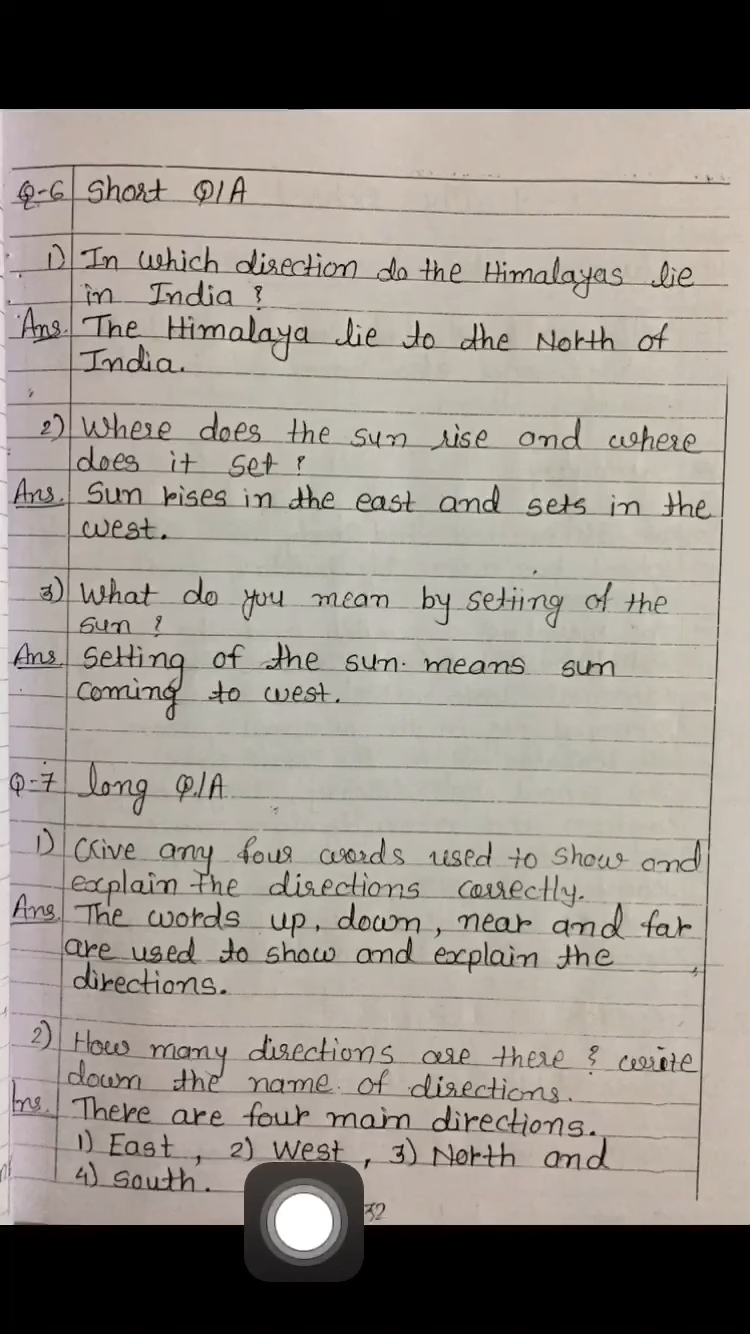 Q-6 Short Q/A
1) In which direction do the Himalayas lie
in India ?
Ans. The Himalaya lie to the North of
India.
2) Where does the sun rise and where
does it set ?
Ans. Sun rises in the east and sets in the
west.
3) What do you mean by setiing of the
sun ?
Ans. Setting of the sun. means sun
coming to west.
Q-7 long Q/A
1) Give any four words used to show and
explain the directions correctly.
Ans. The words up, down, near and far
are used to show and explain the
directions.
2) How many directions are there ? write
down the name of directions.
Ans. There are four main directions.
1) East, 2) West, 3) North and
4) South.
32